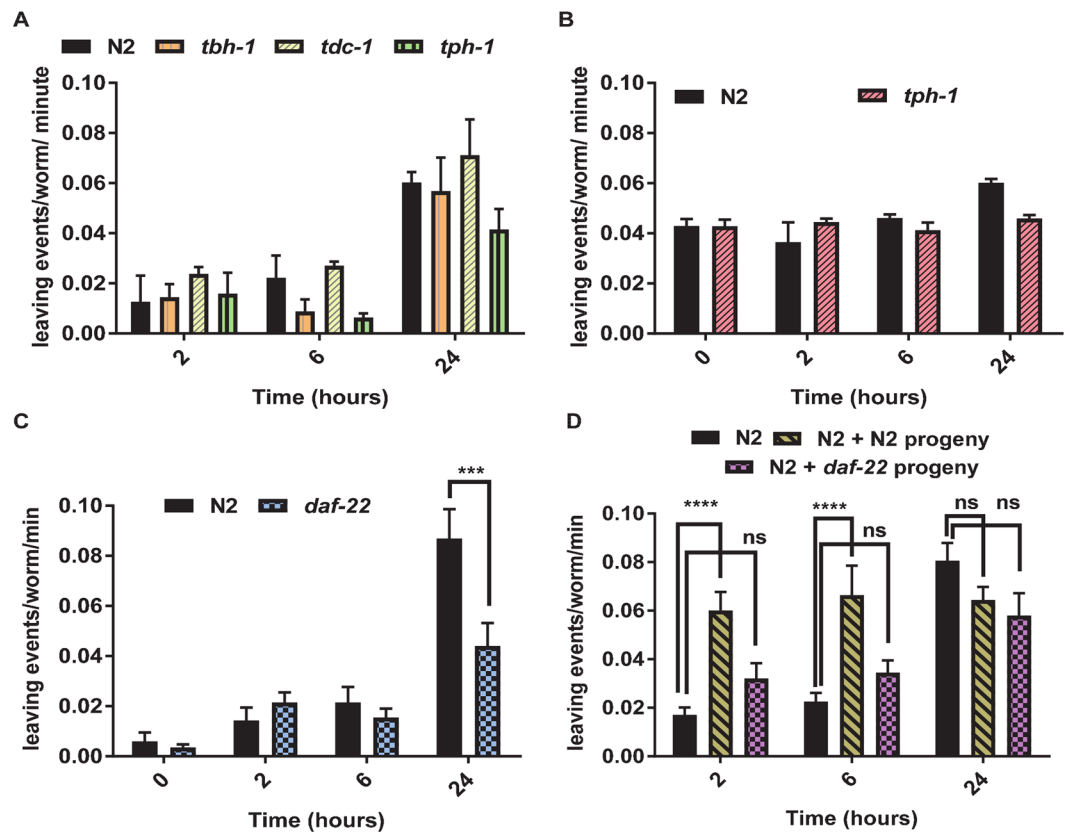 A
N2 tbh-1 tdc-1 tph-1
leaving events/worm/ minute
0.10
0.08
0.06
0.04
0.02
0.00
2 6 24
Time (hours)
B
N2 tph-1
leaving events/worm/ minute
0.10
0.08
0.06
0.04
0.02
0.00
0 2 6 24
Time (hours)
C
N2 daf-22
***
leaving events/worm/min
0.10
0.08
0.06
0.04
0.02
0.00
0 2 6 24
Time (hours)
D
N2 N2 + N2 progeny
N2 + daf-22 progeny
**** ns
**** ns
ns ns
leaving events/worm/min
0.10
0.08
0.06
0.04
0.02
0.00
2 6 24
Time (hours)